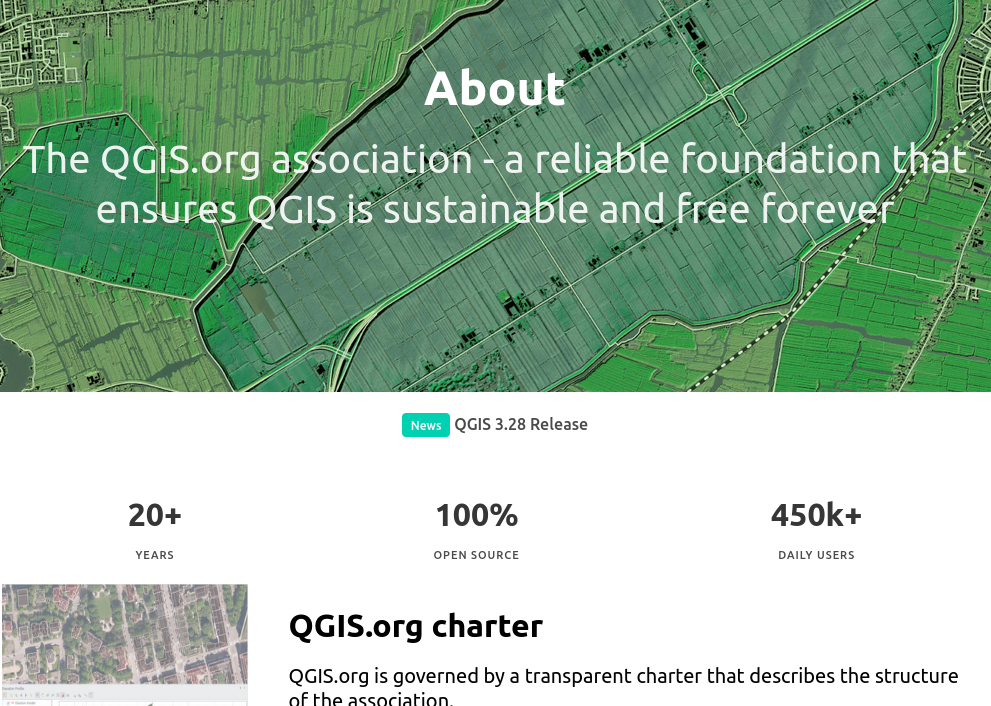 About
The QGIS.org association - a reliable foundation that
ensures QGIS is sustainable and free forever
News QGIS 3.28 Release
20+ 100% 450k+
YEARS OPEN SOURCE DAILY USERS
QGIS.org charter
QGIS.org is governed by a transparent charter that describes the structure
of the association.